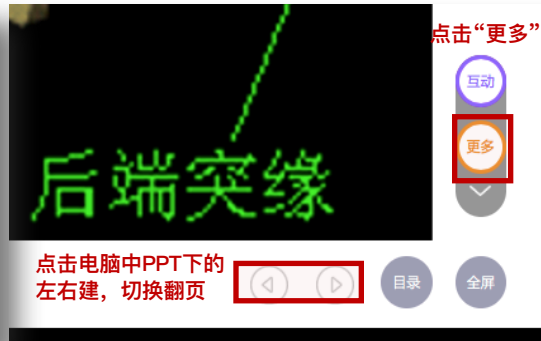 点击“更多”
互动
更多
后端突缘
点击电脑中PPT下的
左右建，切换翻页
目录
全屏